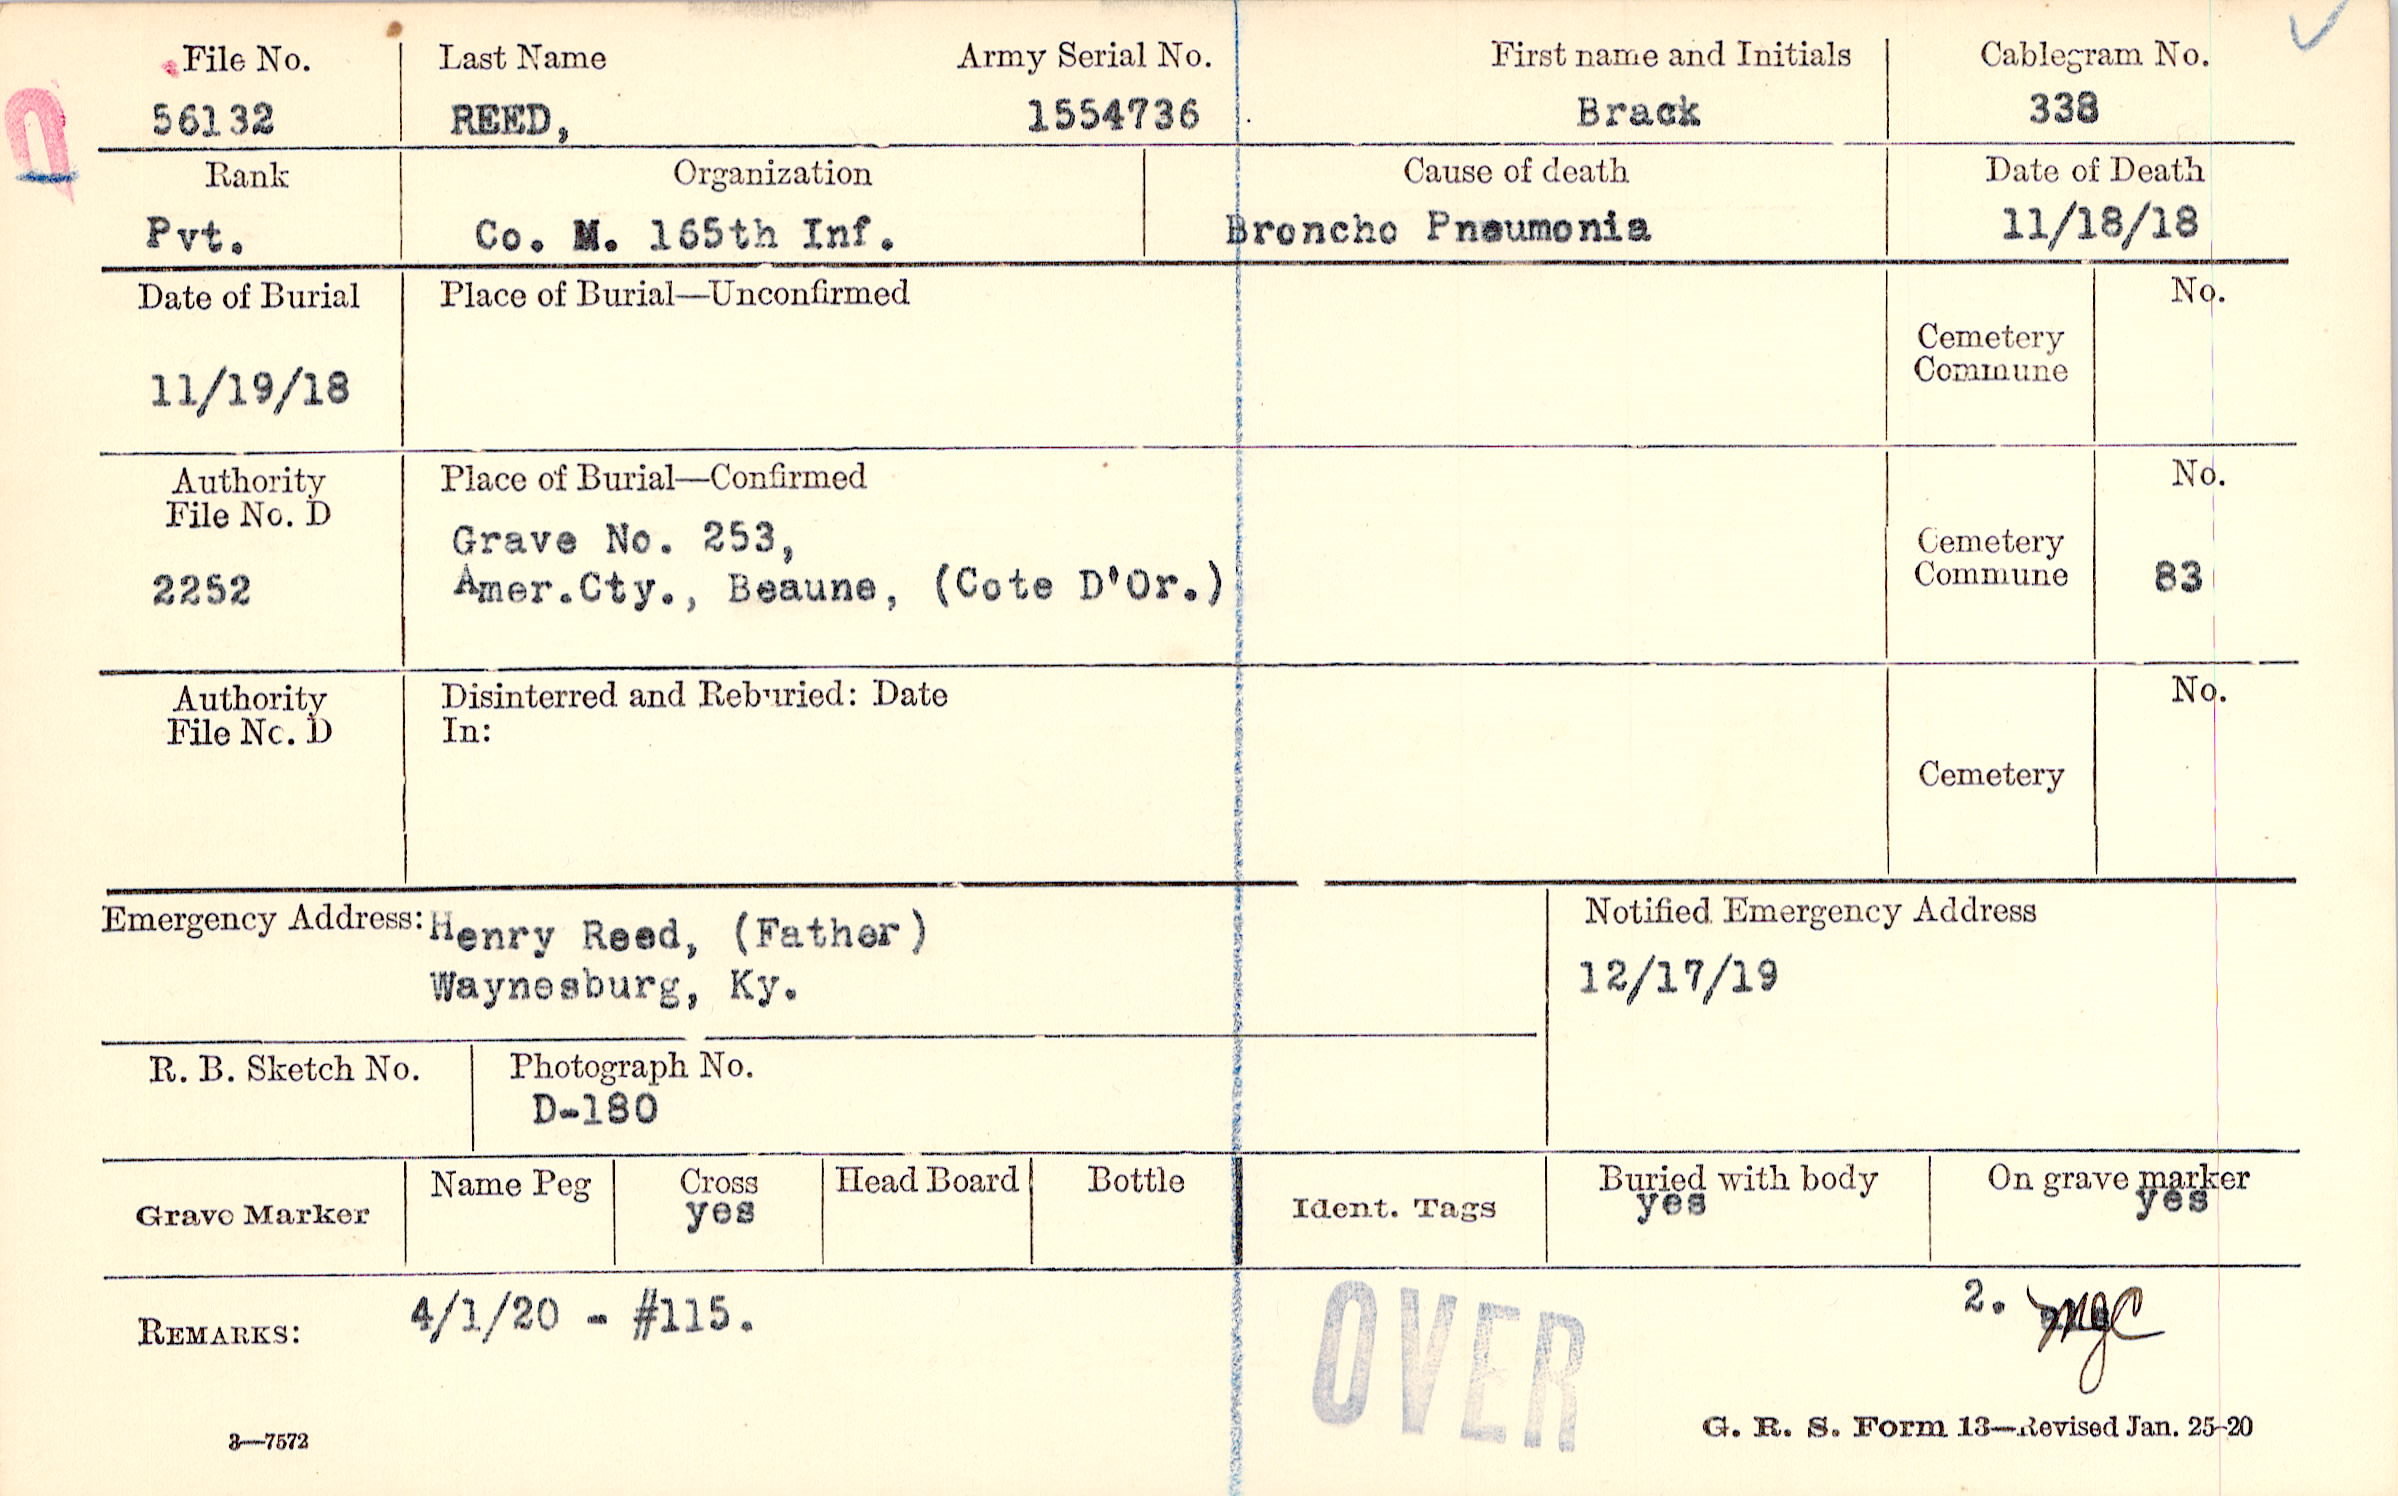 File No. Last Name Army Serial No. First name and Initials Cablegram No.
56132 REED, 1554736 Brack 338
Rank Organization Cause of death Date of Death
Pvt. Co. M. 165th Inf. Broncho Pneumonia 11/18/18
Date of Burial Place of Burial—Unconfirmed No.
Cemetery
Commune
11/19/18
Authority Place of Burial—Confirmed No.
File No. D
Grave No. 253, Cemetery
2252 Amer.Cty., Beaune, (Cote D'Or.) Commune 83
Authority Disinterred and Reburied: Date No.
File No. D In:
Cemetery
Emergency Address: Henry Reed, (Father) Notified Emergency Address
Waynesburg, Ky. 12/17/19
R. B. Sketch No. Photograph No.
D-180
Name Peg Cross Head Board Bottle Buried with body On grave marker
Grave Marker yes Ident. Tags yes yes
REMARKS: 4/1/20 - #115. 2. mgc
OVER
3—7572 G. R. S. Form 13—Revised Jan. 25-20